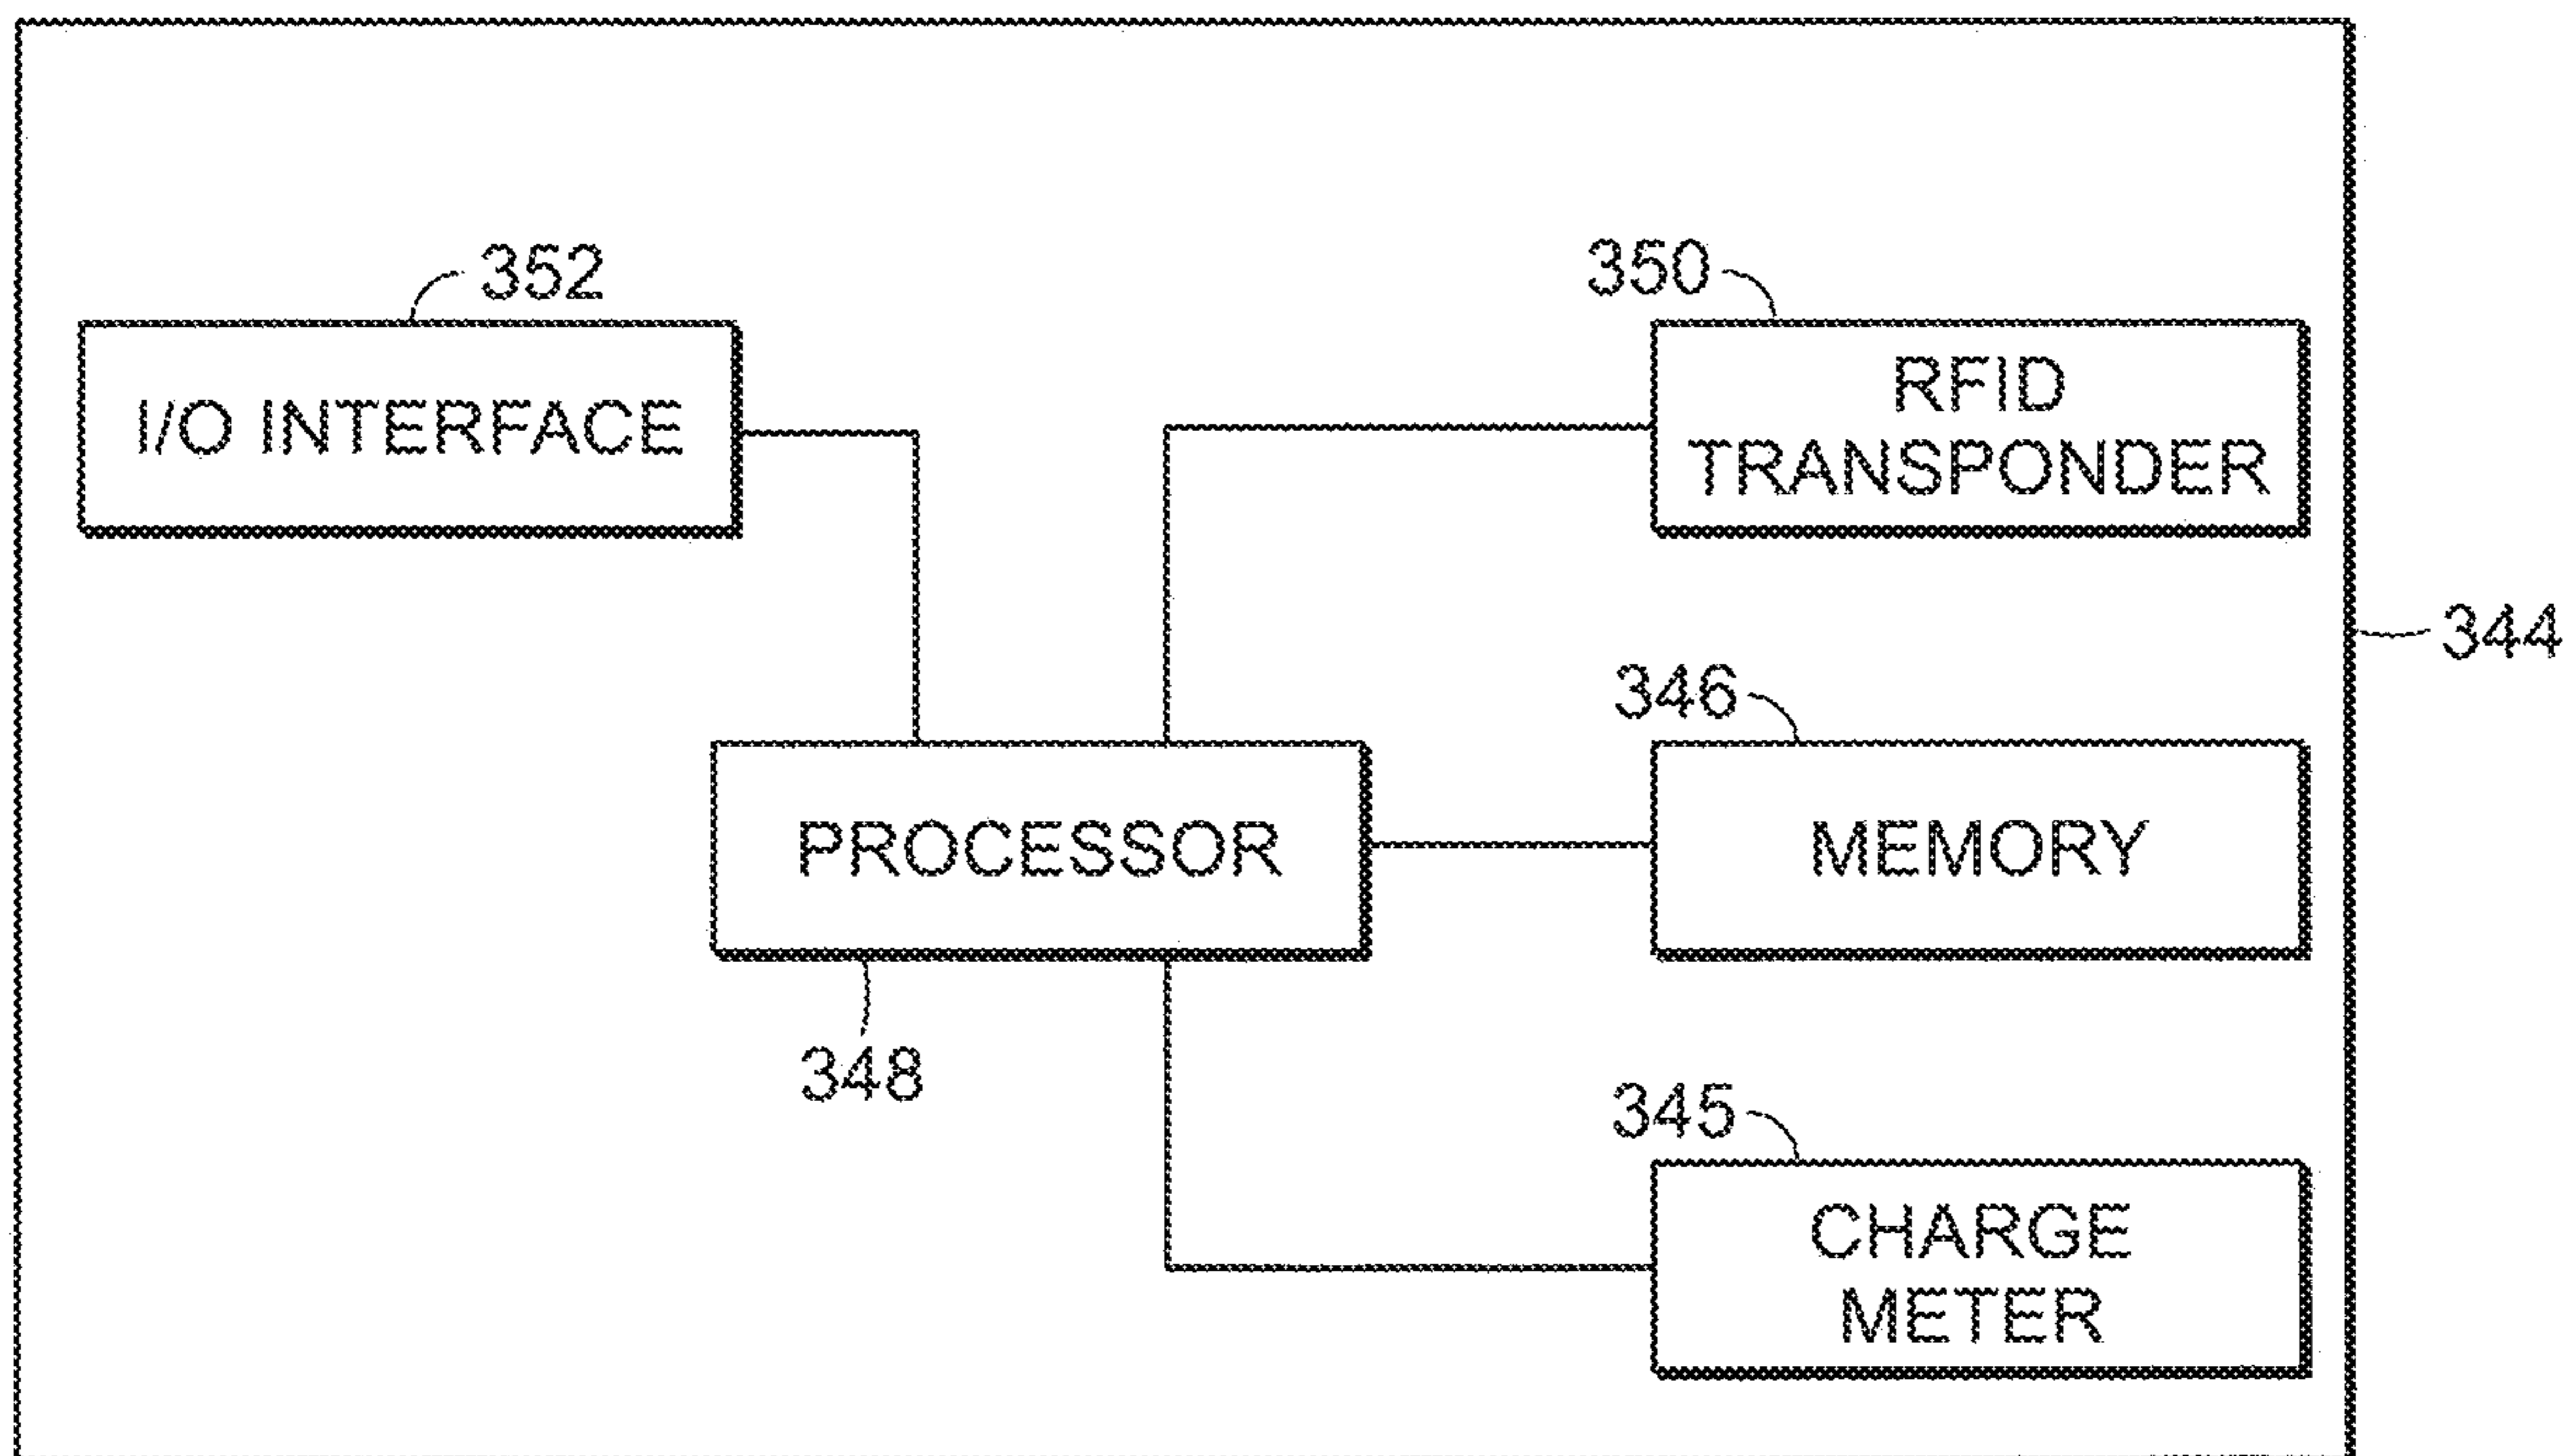 352
350
I/O INTERFACE
RFID
TRANSPONDER
344
346
PROCESSOR
MEMORY
348
345
CHARGE
METER